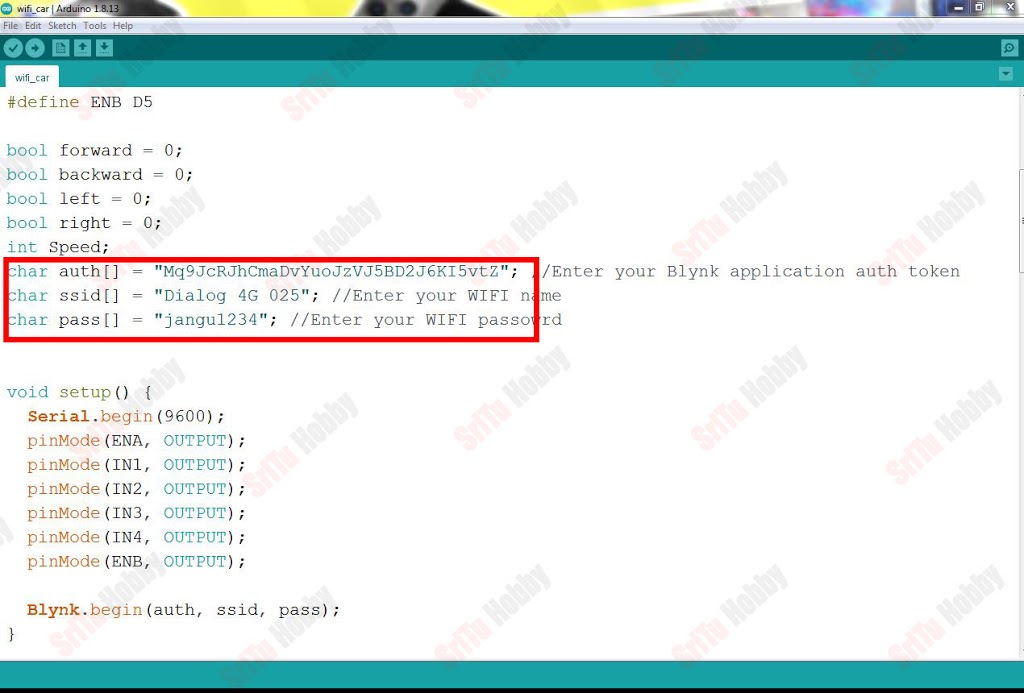 wifi_car | Arduino 1.8.13
File Edit Sketch Tools Help
wifi_car
#define ENB D5
bool forward = 0;
bool backward = 0;
bool left = 0;
bool right = 0;
int Speed;
char auth[] = "Mq9JcRJhCmaDvYuoJzVJ5BD2J6KI5vtZ"; //Enter your Blynk application auth token
char ssid[] = "Dialog 4G 025"; //Enter your WIFI name
char pass[] = "jangu1234"; //Enter your WIFI passowrd
void setup() {
Serial.begin(9600);
pinMode(ENA, OUTPUT);
pinMode(IN1, OUTPUT);
pinMode(IN2, OUTPUT);
pinMode(IN3, OUTPUT);
pinMode(IN4, OUTPUT);
pinMode(ENB, OUTPUT);
Blynk.begin(auth, ssid, pass);
}
SriTu Hobby